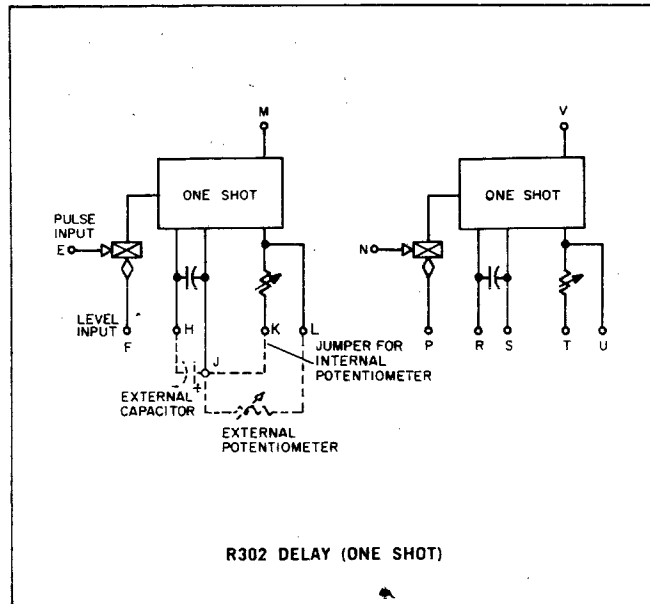 M
V
ONE SHOT
ONE SHOT
PULSE
INPUT
E
N
LEVEL
INPUT
F
H
J
K
L
P
R
S
T
U
JUMPER FOR
INTERNAL
POTENTIOMETER
+
EXTERNAL
CAPACITOR
EXTERNAL
POTENTIOMETER
R302 DELAY (ONE SHOT)